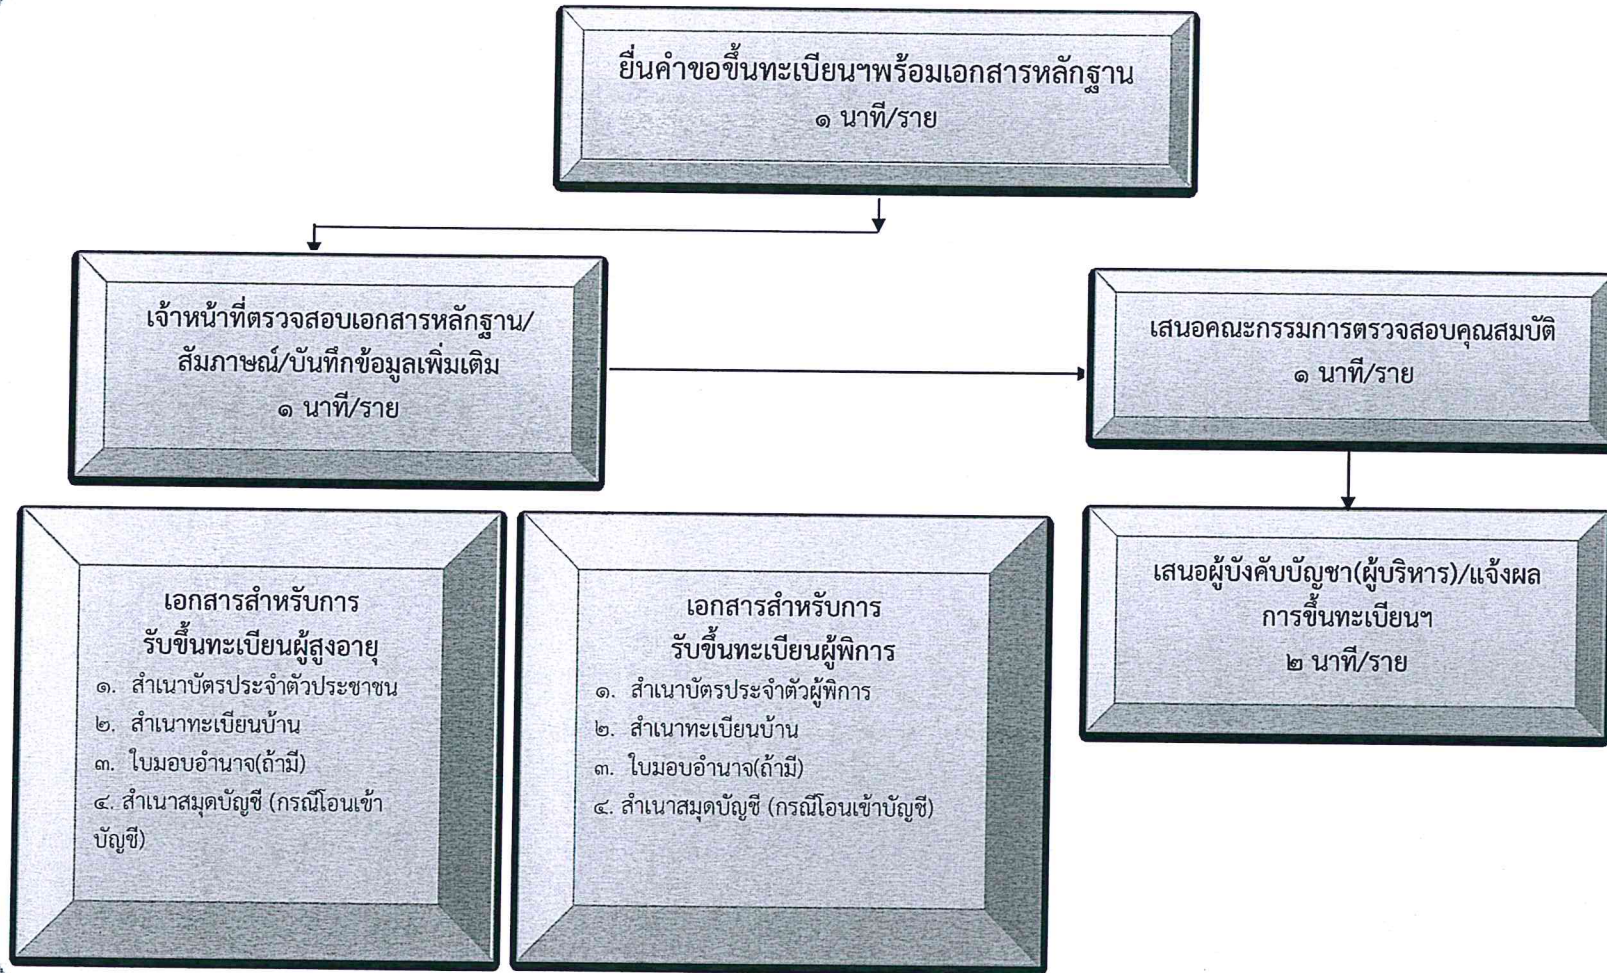 ยื่นคำขอขึ้นทะเบียนฯพร้อมเอกสารหลักฐาน
๑ นาที/ราย
เจ้าหน้าที่ตรวจสอบเอกสารหลักฐาน/
สัมภาษณ์/บันทึกข้อมูลเพิ่มเติม
๑ นาที/ราย
เสนอคณะกรรมการตรวจสอบคุณสมบัติ
๑ นาที/ราย
เสนอผู้บังคับบัญชา(ผู้บริหาร)/แจ้งผล
การขึ้นทะเบียนฯ
๒ นาที/ราย
เอกสารสำหรับการ
รับขึ้นทะเบียนผู้สูงอายุ
๑. สำเนาบัตรประจำตัวประชาชน
๒. สำเนาทะเบียนบ้าน
๓. ใบมอบอำนาจ(ถ้ามี)
๔. สำเนาสมุดบัญชี (กรณีโอนเข้า
บัญชี)
เอกสารสำหรับการ
รับขึ้นทะเบียนผู้พิการ
๑. สำเนาบัตรประจำตัวผู้พิการ
๒. สำเนาทะเบียนบ้าน
๓. ใบมอบอำนาจ(ถ้ามี)
๔. สำเนาสมุดบัญชี (กรณีโอนเข้าบัญชี)